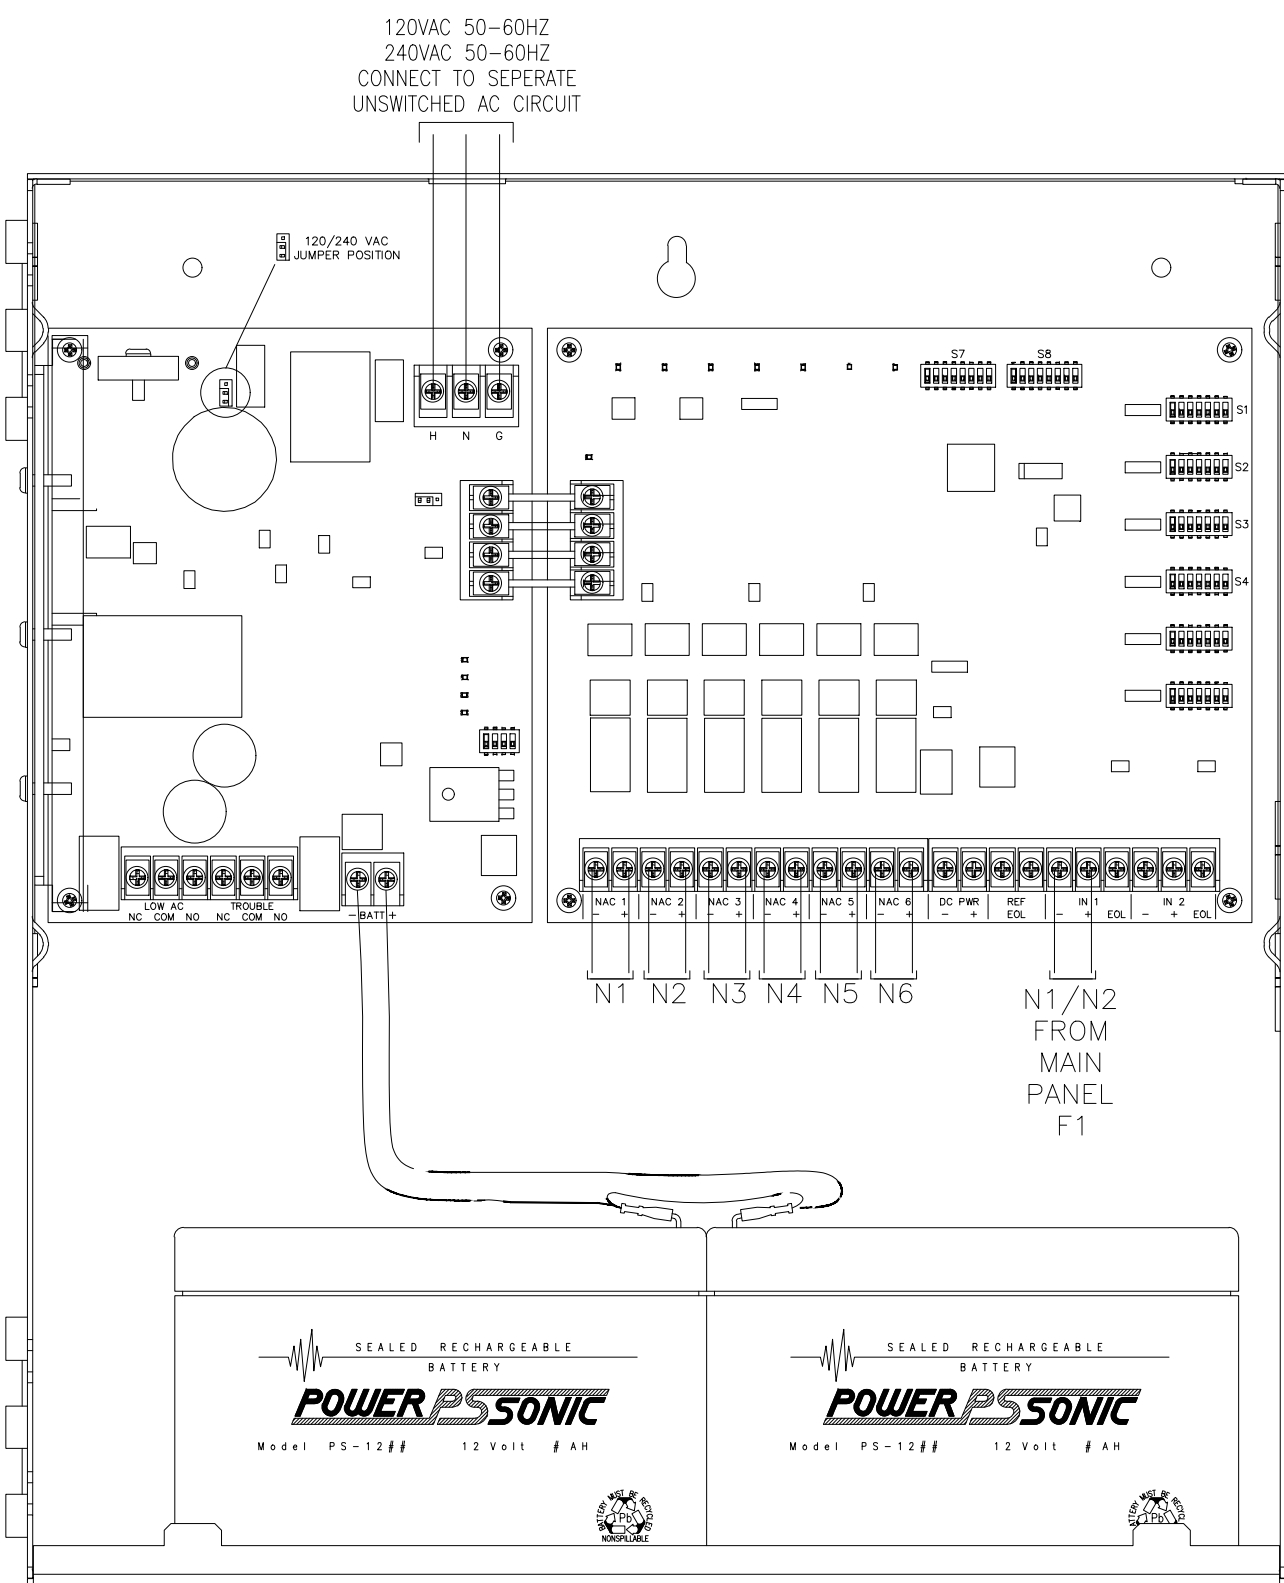 120VAC 50-60HZ
240VAC 50-60HZ
CONNECT TO SEPERATE
UNSWITCHED AC CIRCUIT
120/240 VAC
JUMPER POSITION
H N G
S7 S8
S1
S2
S3
S4
LOW AC TROUBLE
NC COM NO NC COM NO
- BATT +
NAC 1 NAC 2 NAC 3 NAC 4 NAC 5 NAC 6 DC PWR REF IN 1 IN 2
- + - + - + - + - + - + - + EOL - + EOL - + EOL
N1 N2 N3 N4 N5 N6
N1/N2
FROM
MAIN
PANEL
F1
SEALED RECHARGEABLE
BATTERY
POWER PS SONIC
Model PS-12## 12 Volt # AH
BATTERY MUST BE RECYCLED
Pb
NONSPILLABLE
SEALED RECHARGEABLE
BATTERY
POWER PS SONIC
Model PS-12## 12 Volt # AH
BATTERY MUST BE RECYCL
Pb